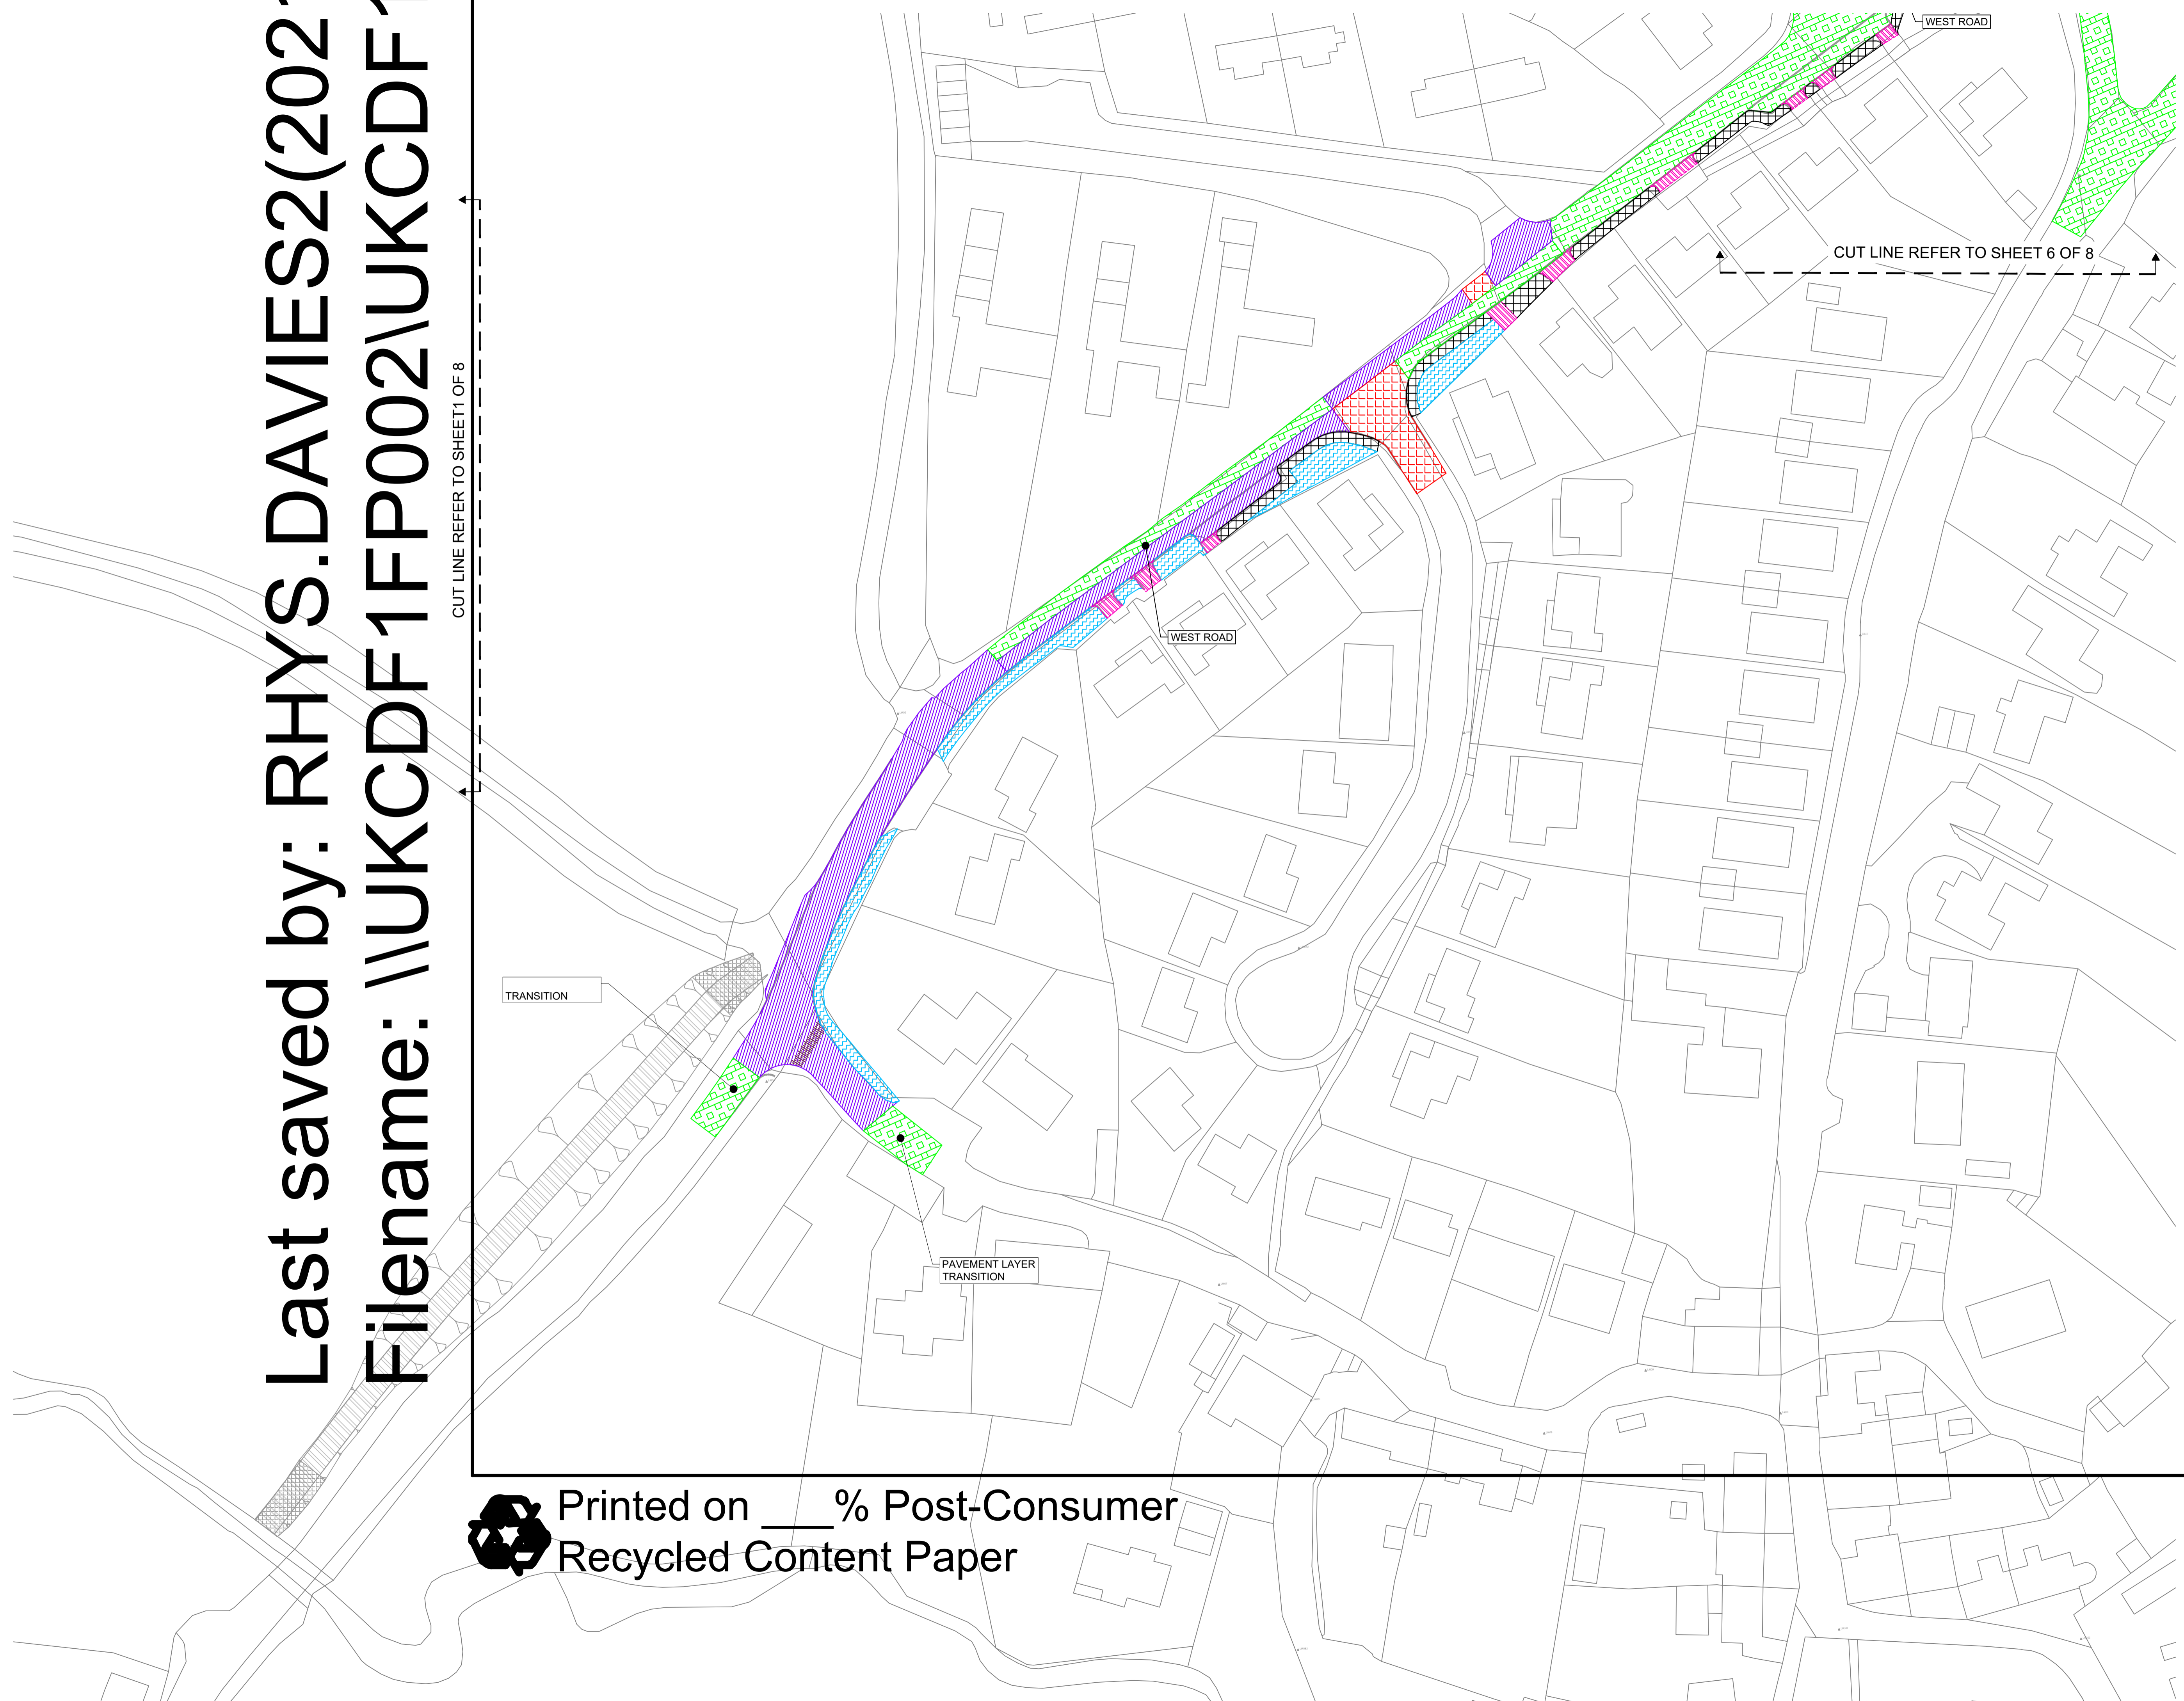 Last saved by: RHYS.DAVIES2(202
Filename: \\UKCDF1FP002\UKCDF1
CUT LINE REFER TO SHEET1 OF 8
WEST ROAD
CUT LINE REFER TO SHEET 6 OF 8
WEST ROAD
TRANSITION
PAVEMENT LAYER
TRANSITION
Printed on ___% Post-Consumer
Recycled Content Paper